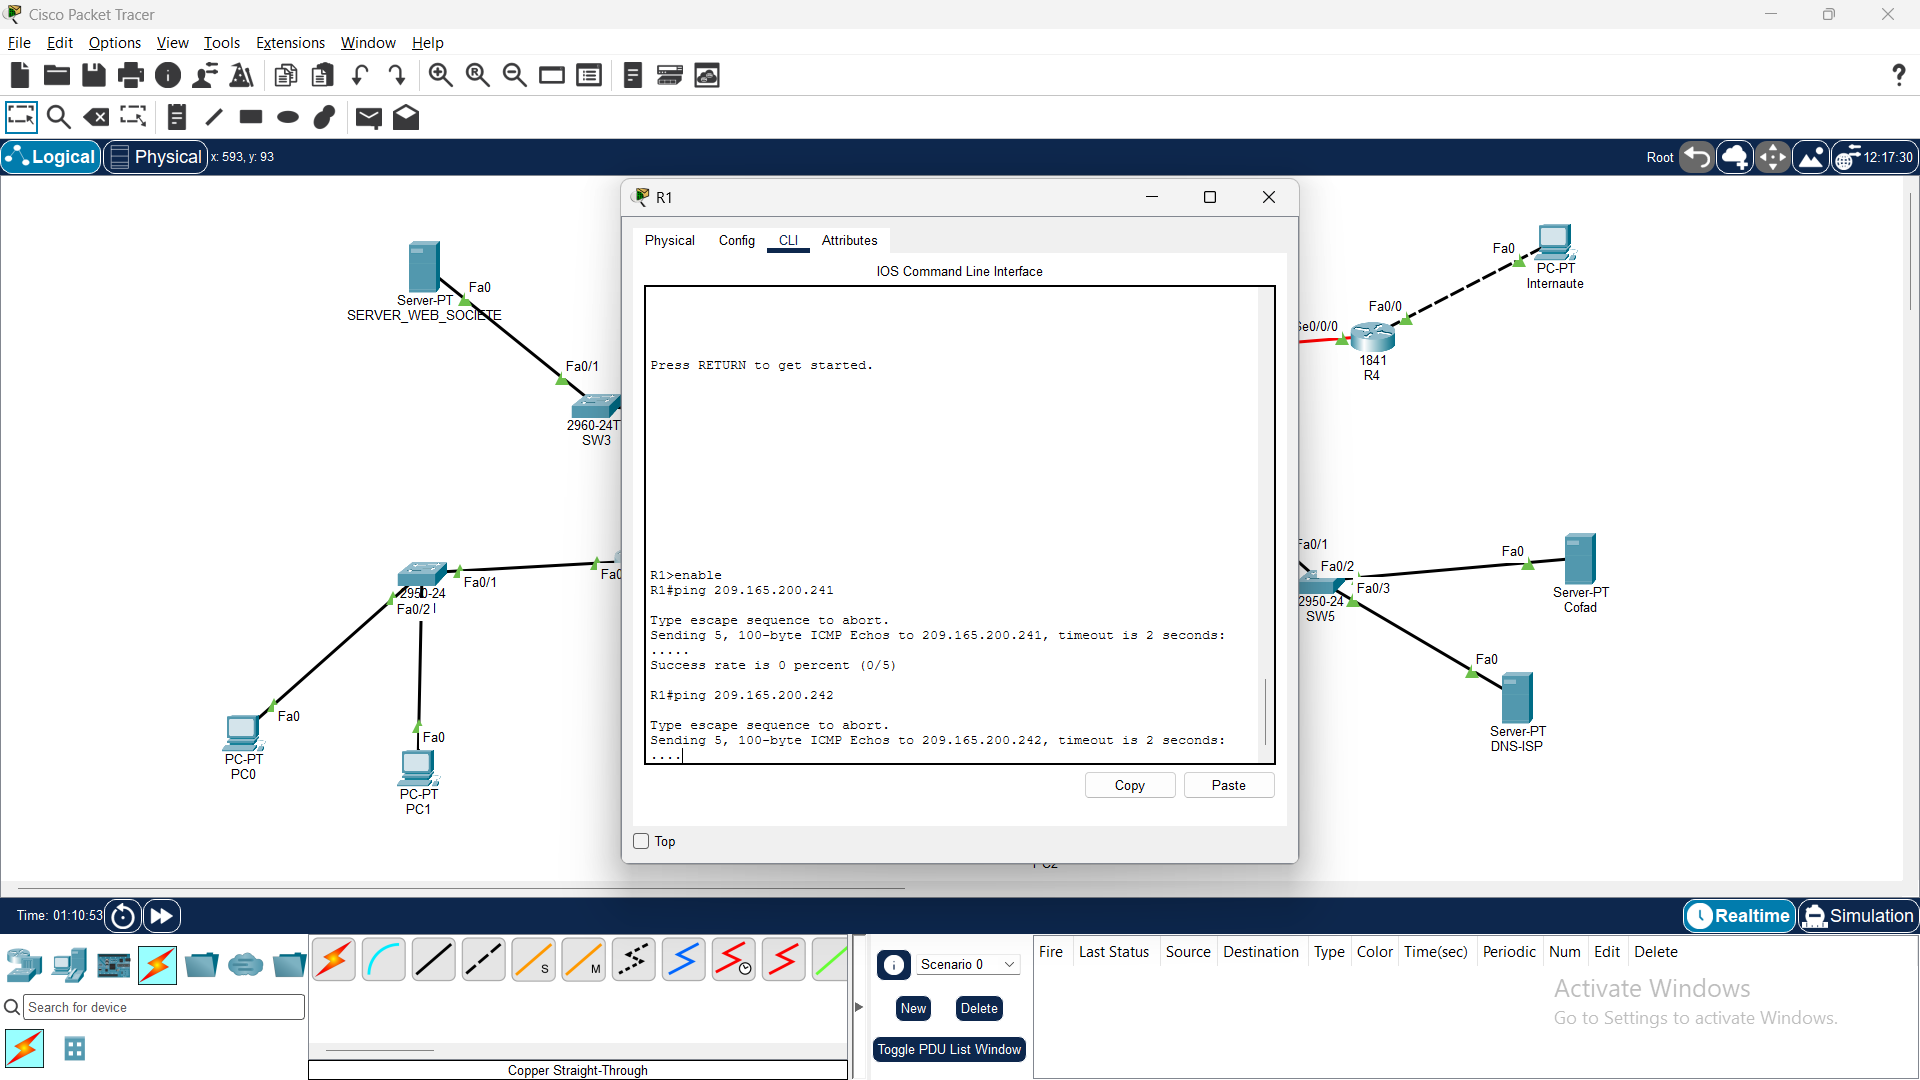 Cisco Packet Tracer
File Edit Options View Tools Extensions Window Help
Logical Physical x: 593, y: 93 Root 12:17:30
R1
Physical Config CLI Attributes
IOS Command Line Interface
Press RETURN to get started.
R1>enable
R1#ping 209.165.200.241
Type escape sequence to abort.
Sending 5, 100-byte ICMP Echos to 209.165.200.241, timeout is 2 seconds:
.....
Success rate is 0 percent (0/5)
R1#ping 209.165.200.242
Type escape sequence to abort.
Sending 5, 100-byte ICMP Echos to 209.165.200.242, timeout is 2 seconds:
....
Copy Paste
Top
Fa0
Server-PT
SERVER_WEB_SOCIETE
Fa0/1
2960-24T
SW3
Fa0/1
2950-24
Fa0/2
Fa0
PC-PT
PC0
Fa0
PC-PT
PC1
Fa0
PC-PT
Internaute
Fa0/0
Se0/0/0
1841
R4
Fa0/1
Fa0/2
Fa0/3
2950-24
SW5
Fa0
Server-PT
Cofad
Fa0
Server-PT
DNS-ISP
PC2
Time: 01:10:53 Realtime Simulation
Search for device
S M
Copper Straight-Through
Scenario 0
New Delete
Toggle PDU List Window
Fire Last Status Source Destination Type Color Time(sec) Periodic Num Edit Delete
Activate Windows
Go to Settings to activate Windows.